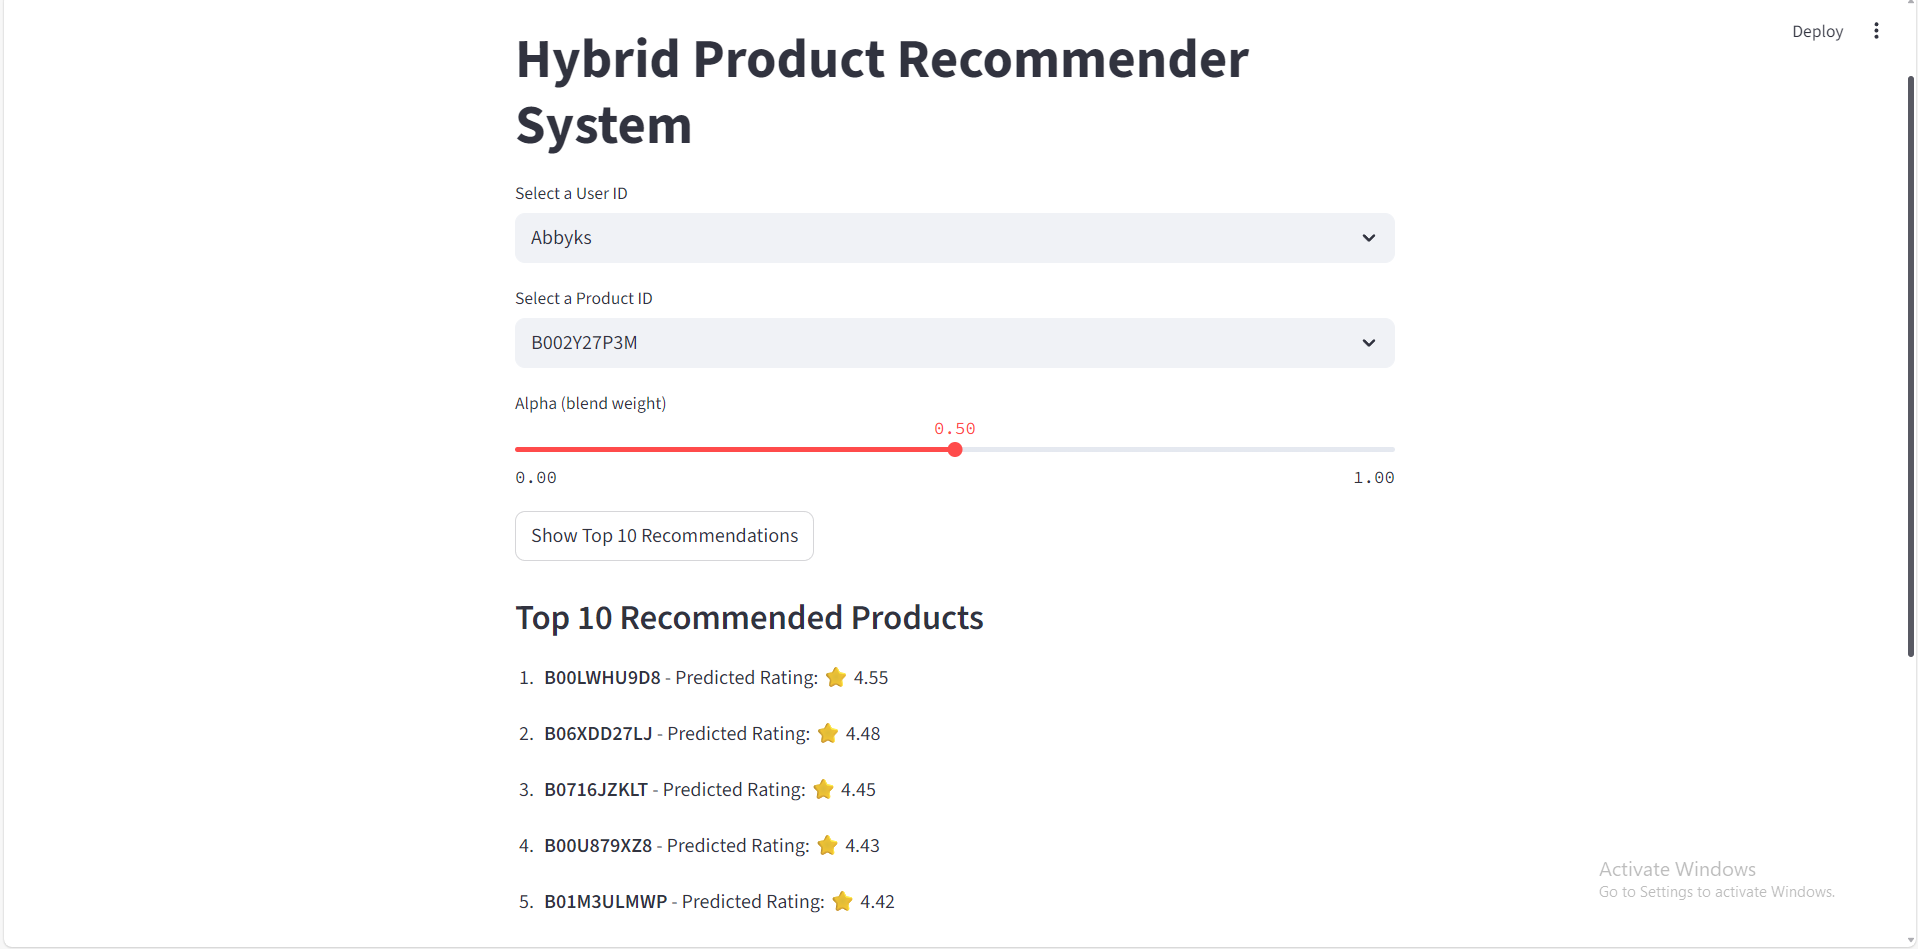 Deploy
Hybrid Product Recommender
System
Select a User ID
Abbyks
Select a Product ID
B002Y27P3M
Alpha (blend weight)
0.50
0.00 1.00
Show Top 10 Recommendations
Top 10 Recommended Products
1. B00LWHU9D8 - Predicted Rating: ⭐ 4.55
2. B06XDD27LJ - Predicted Rating: ⭐ 4.48
3. B0716JZKLT - Predicted Rating: ⭐ 4.45
4. B00U879XZ8 - Predicted Rating: ⭐ 4.43
5. B01M3ULMWP - Predicted Rating: ⭐ 4.42
Activate Windows
Go to Settings to activate Windows.